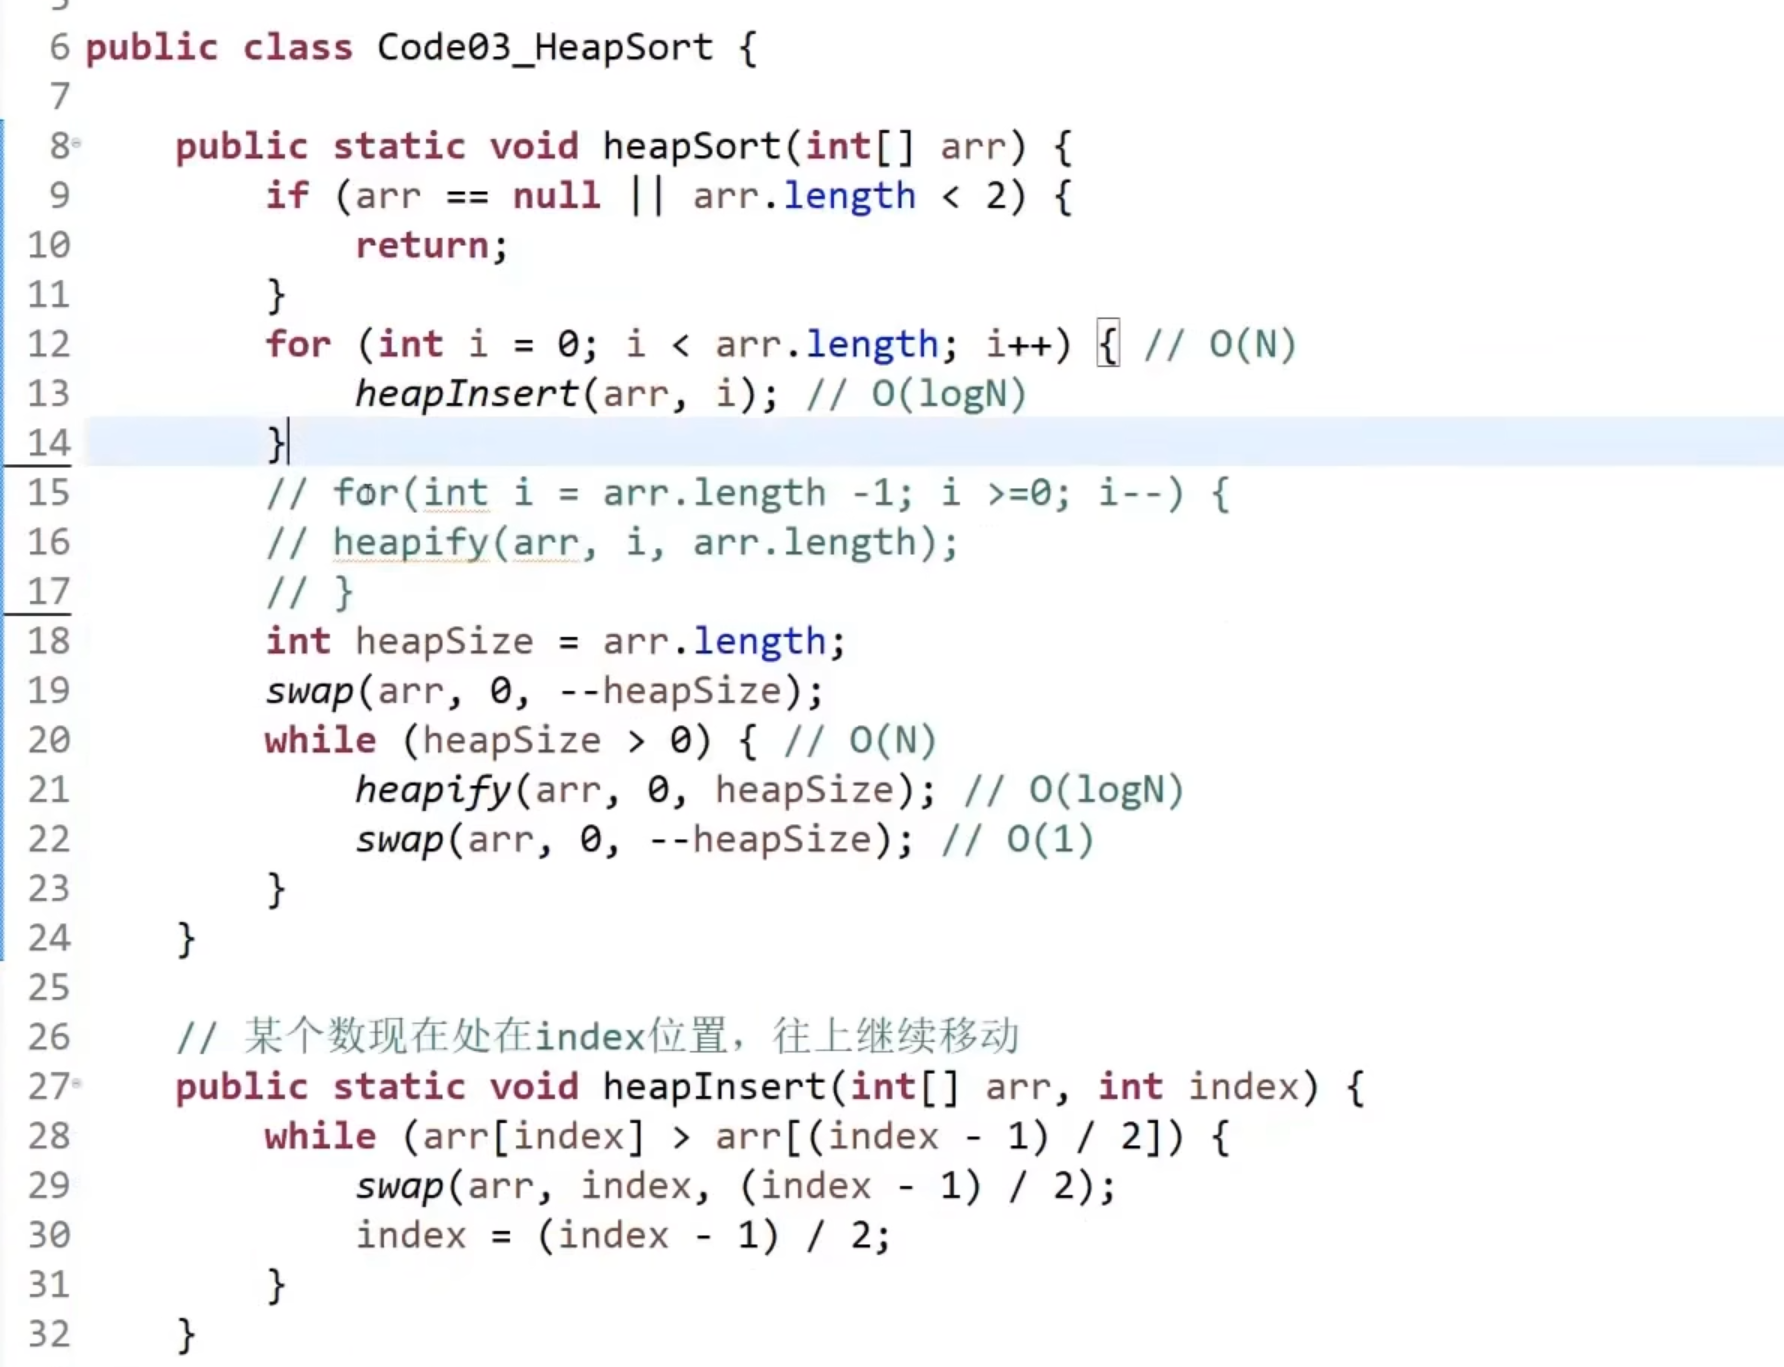 6 public class Code03_HeapSort {
7
8 public static void heapSort(int[] arr) {
9 if (arr == null || arr.length < 2) {
10 return;
11 }
12 for (int i = 0; i < arr.length; i++) { // O(N)
13 heapInsert(arr, i); // O(logN)
14 }
15 // for(int i = arr.length -1; i >=0; i--) {
16 // heapify(arr, i, arr.length);
17 // }
18 int heapSize = arr.length;
19 swap(arr, 0, --heapSize);
20 while (heapSize > 0) { // O(N)
21 heapify(arr, 0, heapSize); // O(logN)
22 swap(arr, 0, --heapSize); // O(1)
23 }
24 }
25
26 // 某个数现在处在index位置，往上继续移动
27 public static void heapInsert(int[] arr, int index) {
28 while (arr[index] > arr[(index - 1) / 2]) {
29 swap(arr, index, (index - 1) / 2);
30 index = (index - 1) / 2;
31 }
32 }